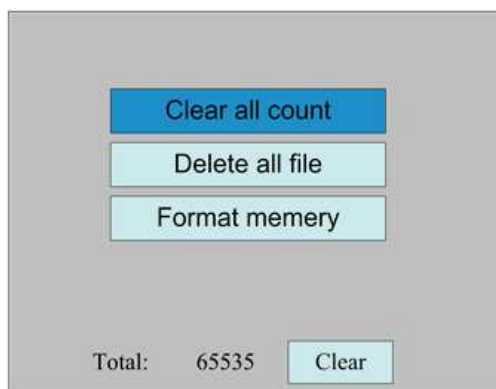 Clear all count
Delete all file
Format memery
Total: 65535 Clear